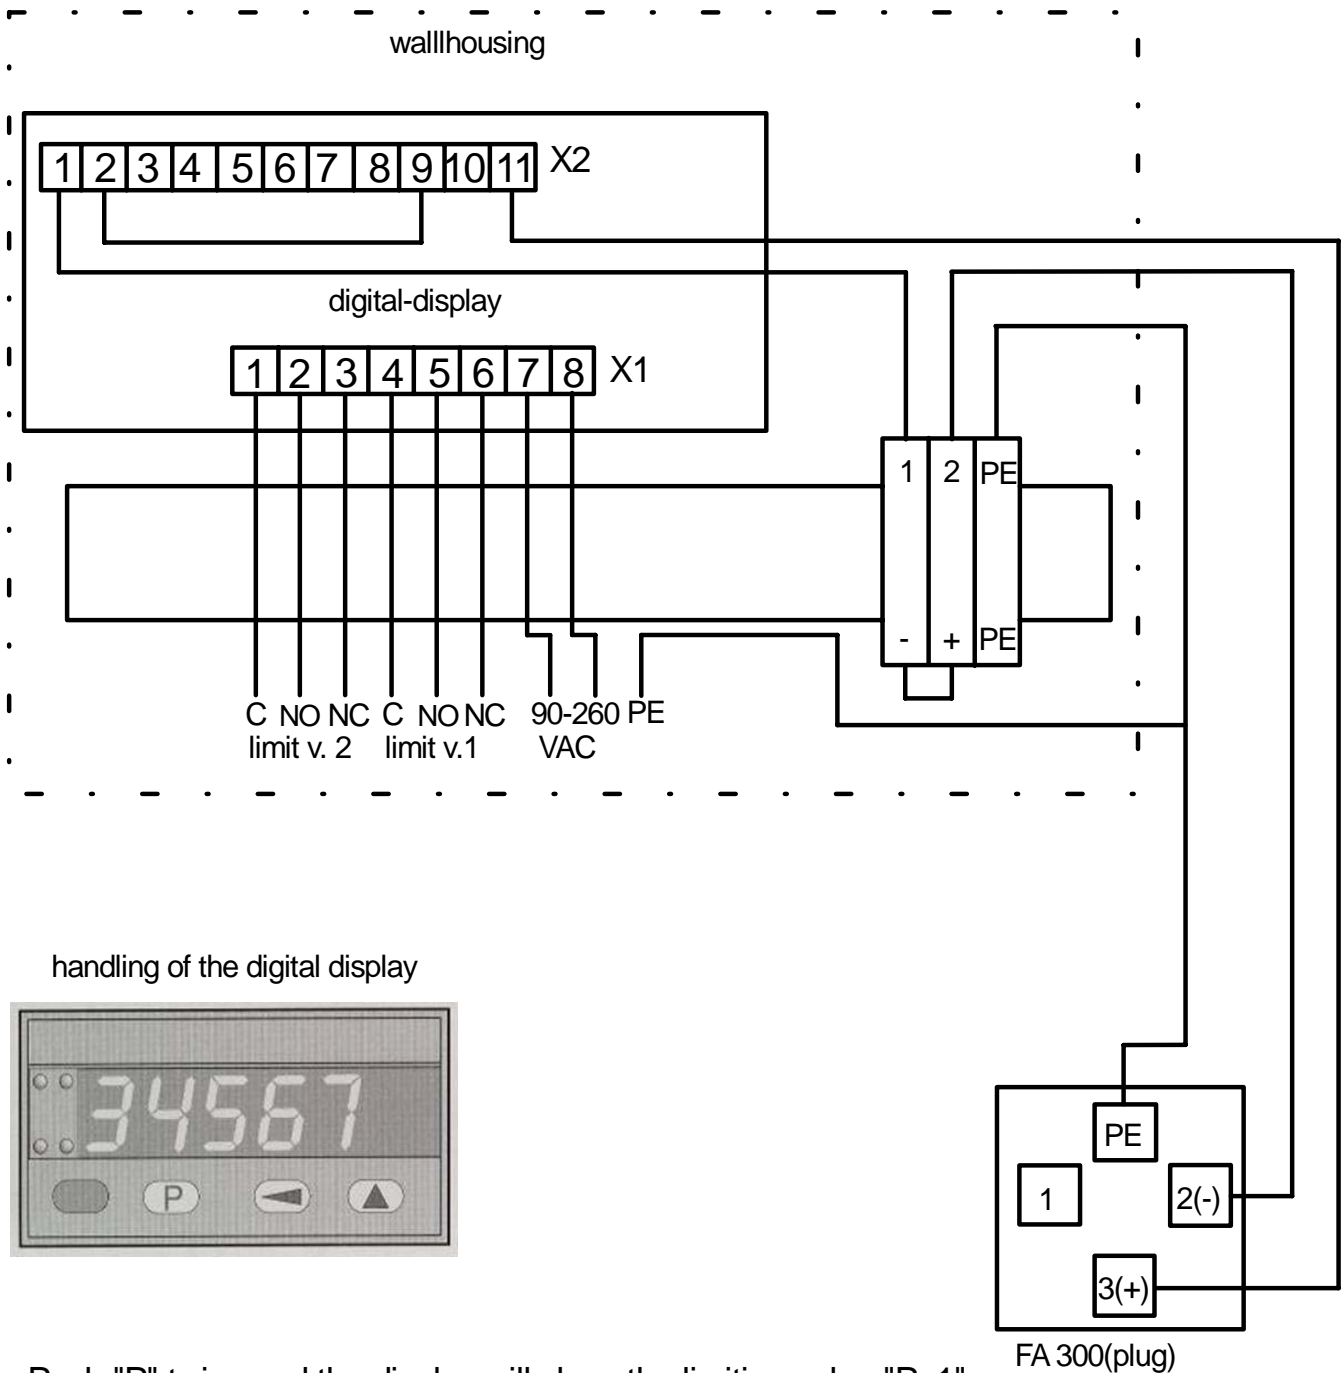 walllhousing
1 2 3 4 5 6 7 8 9 10 11 X2
digital-display
1 2 3 4 5 6 7 8 X1
1 2 PE
- + PE
C NO NC C NO NC 90-260 PE
limit v. 2 limit v.1 VAC
handling of the digital display
34567
P
PE
1 2(-)
3(+)
FA 300(plug)